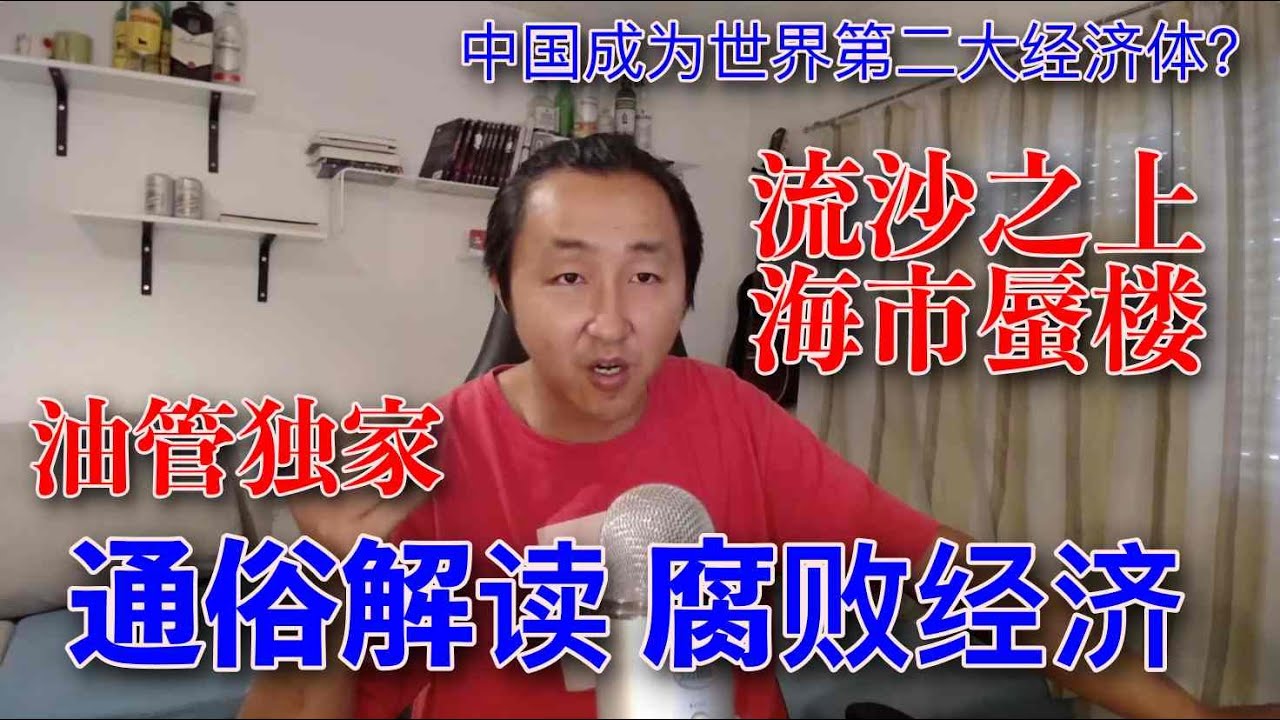 中国成为世界第二大经济体?
流沙之上
海市蜃楼
油管独家
通俗解读 腐败经济